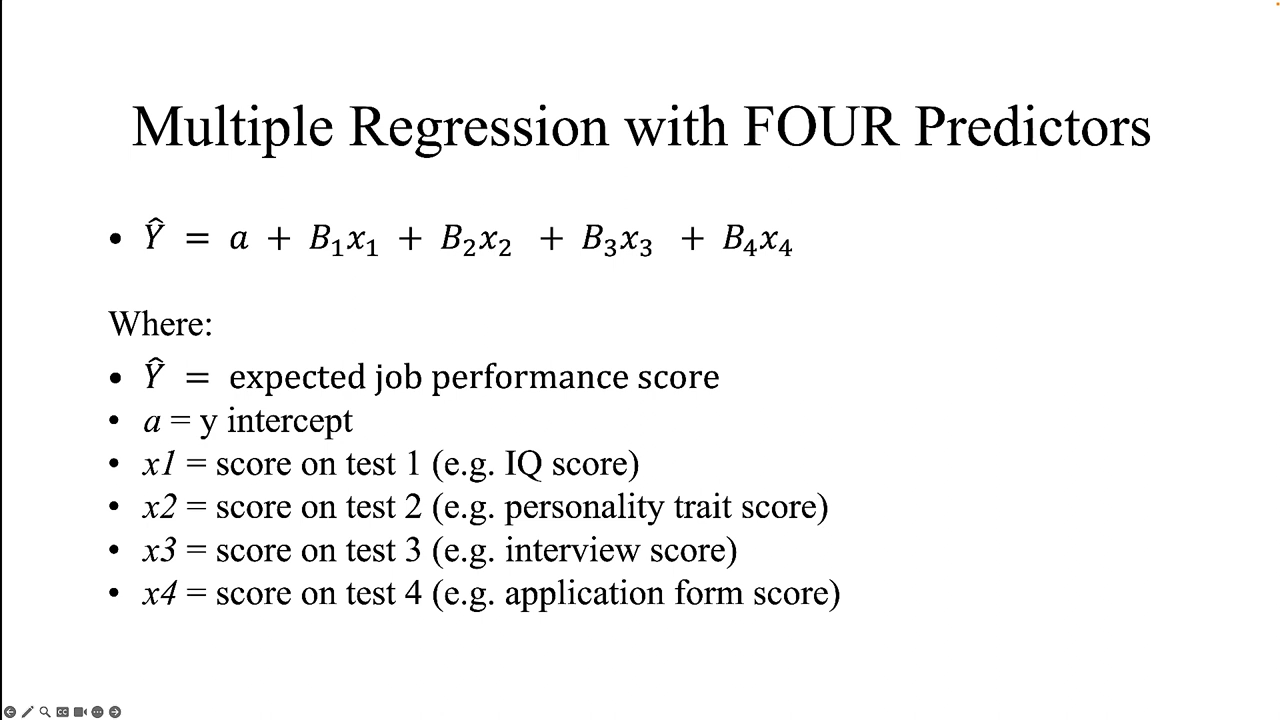 Multiple Regression with FOUR Predictors
• Ŷ = a + B₁x₁ + B₂x₂ + B₃x₃ + B₄x₄
Where:
• Ŷ = expected job performance score
• a = y intercept
• x1 = score on test 1 (e.g. IQ score)
• x2 = score on test 2 (e.g. personality trait score)
• x3 = score on test 3 (e.g. interview score)
• x4 = score on test 4 (e.g. application form score)